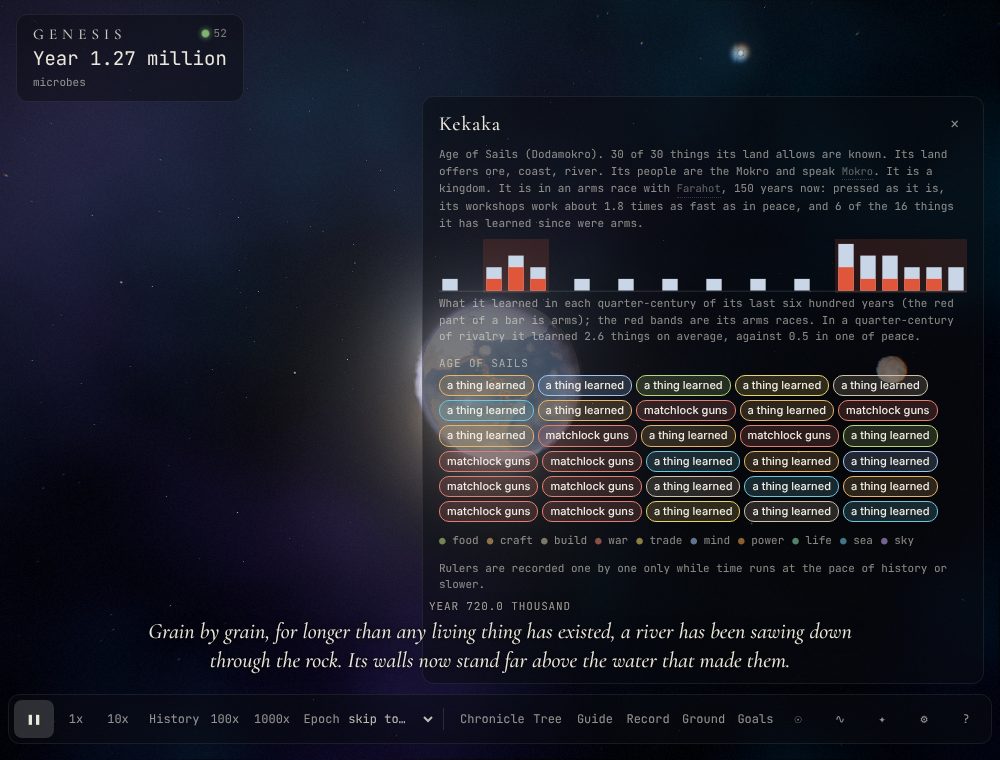 GENESIS
52
Year 1.27 million
microbes
Kekaka
×
Age of Sails (Dodamokro). 30 of 30 things its land allows are known. Its land
offers ore, coast, river. Its people are the Mokro and speak Mokro. It is a
kingdom. It is in an arms race with Farahot, 150 years now: pressed as it is,
its workshops work about 1.8 times as fast as in peace, and 6 of the 16 things
it has learned since were arms.
What it learned in each quarter-century of its last six hundred years (the red
part of a bar is arms); the red bands are its arms races. In a quarter-century
of rivalry it learned 2.6 things on average, against 0.5 in one of peace.
AGE OF SAILS
a thing learned a thing learned a thing learned a thing learned a thing learned
a thing learned a thing learned matchlock guns a thing learned matchlock guns
a thing learned matchlock guns a thing learned matchlock guns a thing learned
matchlock guns matchlock guns a thing learned a thing learned a thing learned
matchlock guns matchlock guns a thing learned a thing learned a thing learned
matchlock guns matchlock guns a thing learned a thing learned a thing learned
food craft build war trade mind power life sea sky
Rulers are recorded one by one only while time runs at the pace of history or
slower.
YEAR 720.0 THOUSAND
Grain by grain, for longer than any living thing has existed, a river has been sawing down
through the rock. Its walls now stand far above the water that made them.
1x 10x History 100x 1000x Epoch skip to… Chronicle Tree Guide Record Ground Goals ?